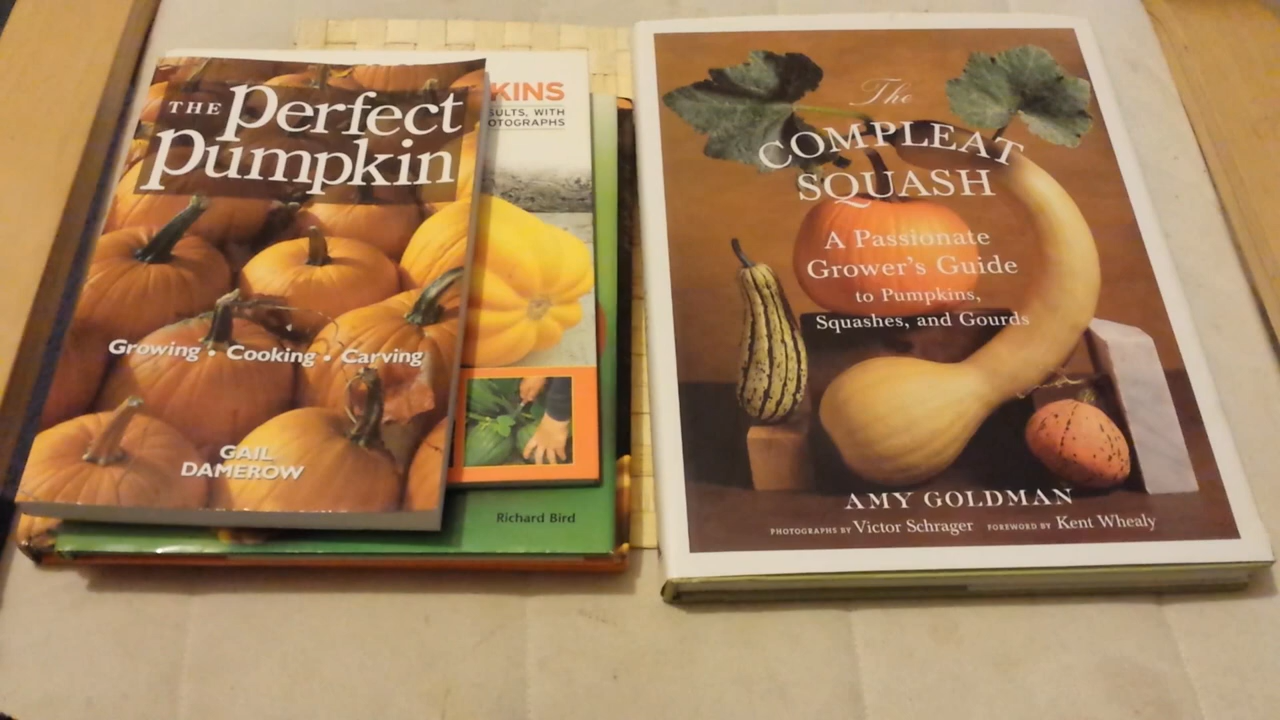 THE perfect
pumpkin
Growing • Cooking • Carving
GAIL
DAMEROW
KINS
SULTS, WITH
OTOGRAPHS
Richard Bird
The
COMPLEAT
SQUASH
A Passionate
Grower's Guide
to Pumpkins,
Squashes, and Gourds
AMY GOLDMAN
PHOTOGRAPHS BY Victor Schrager FOREWORD BY Kent Whealy